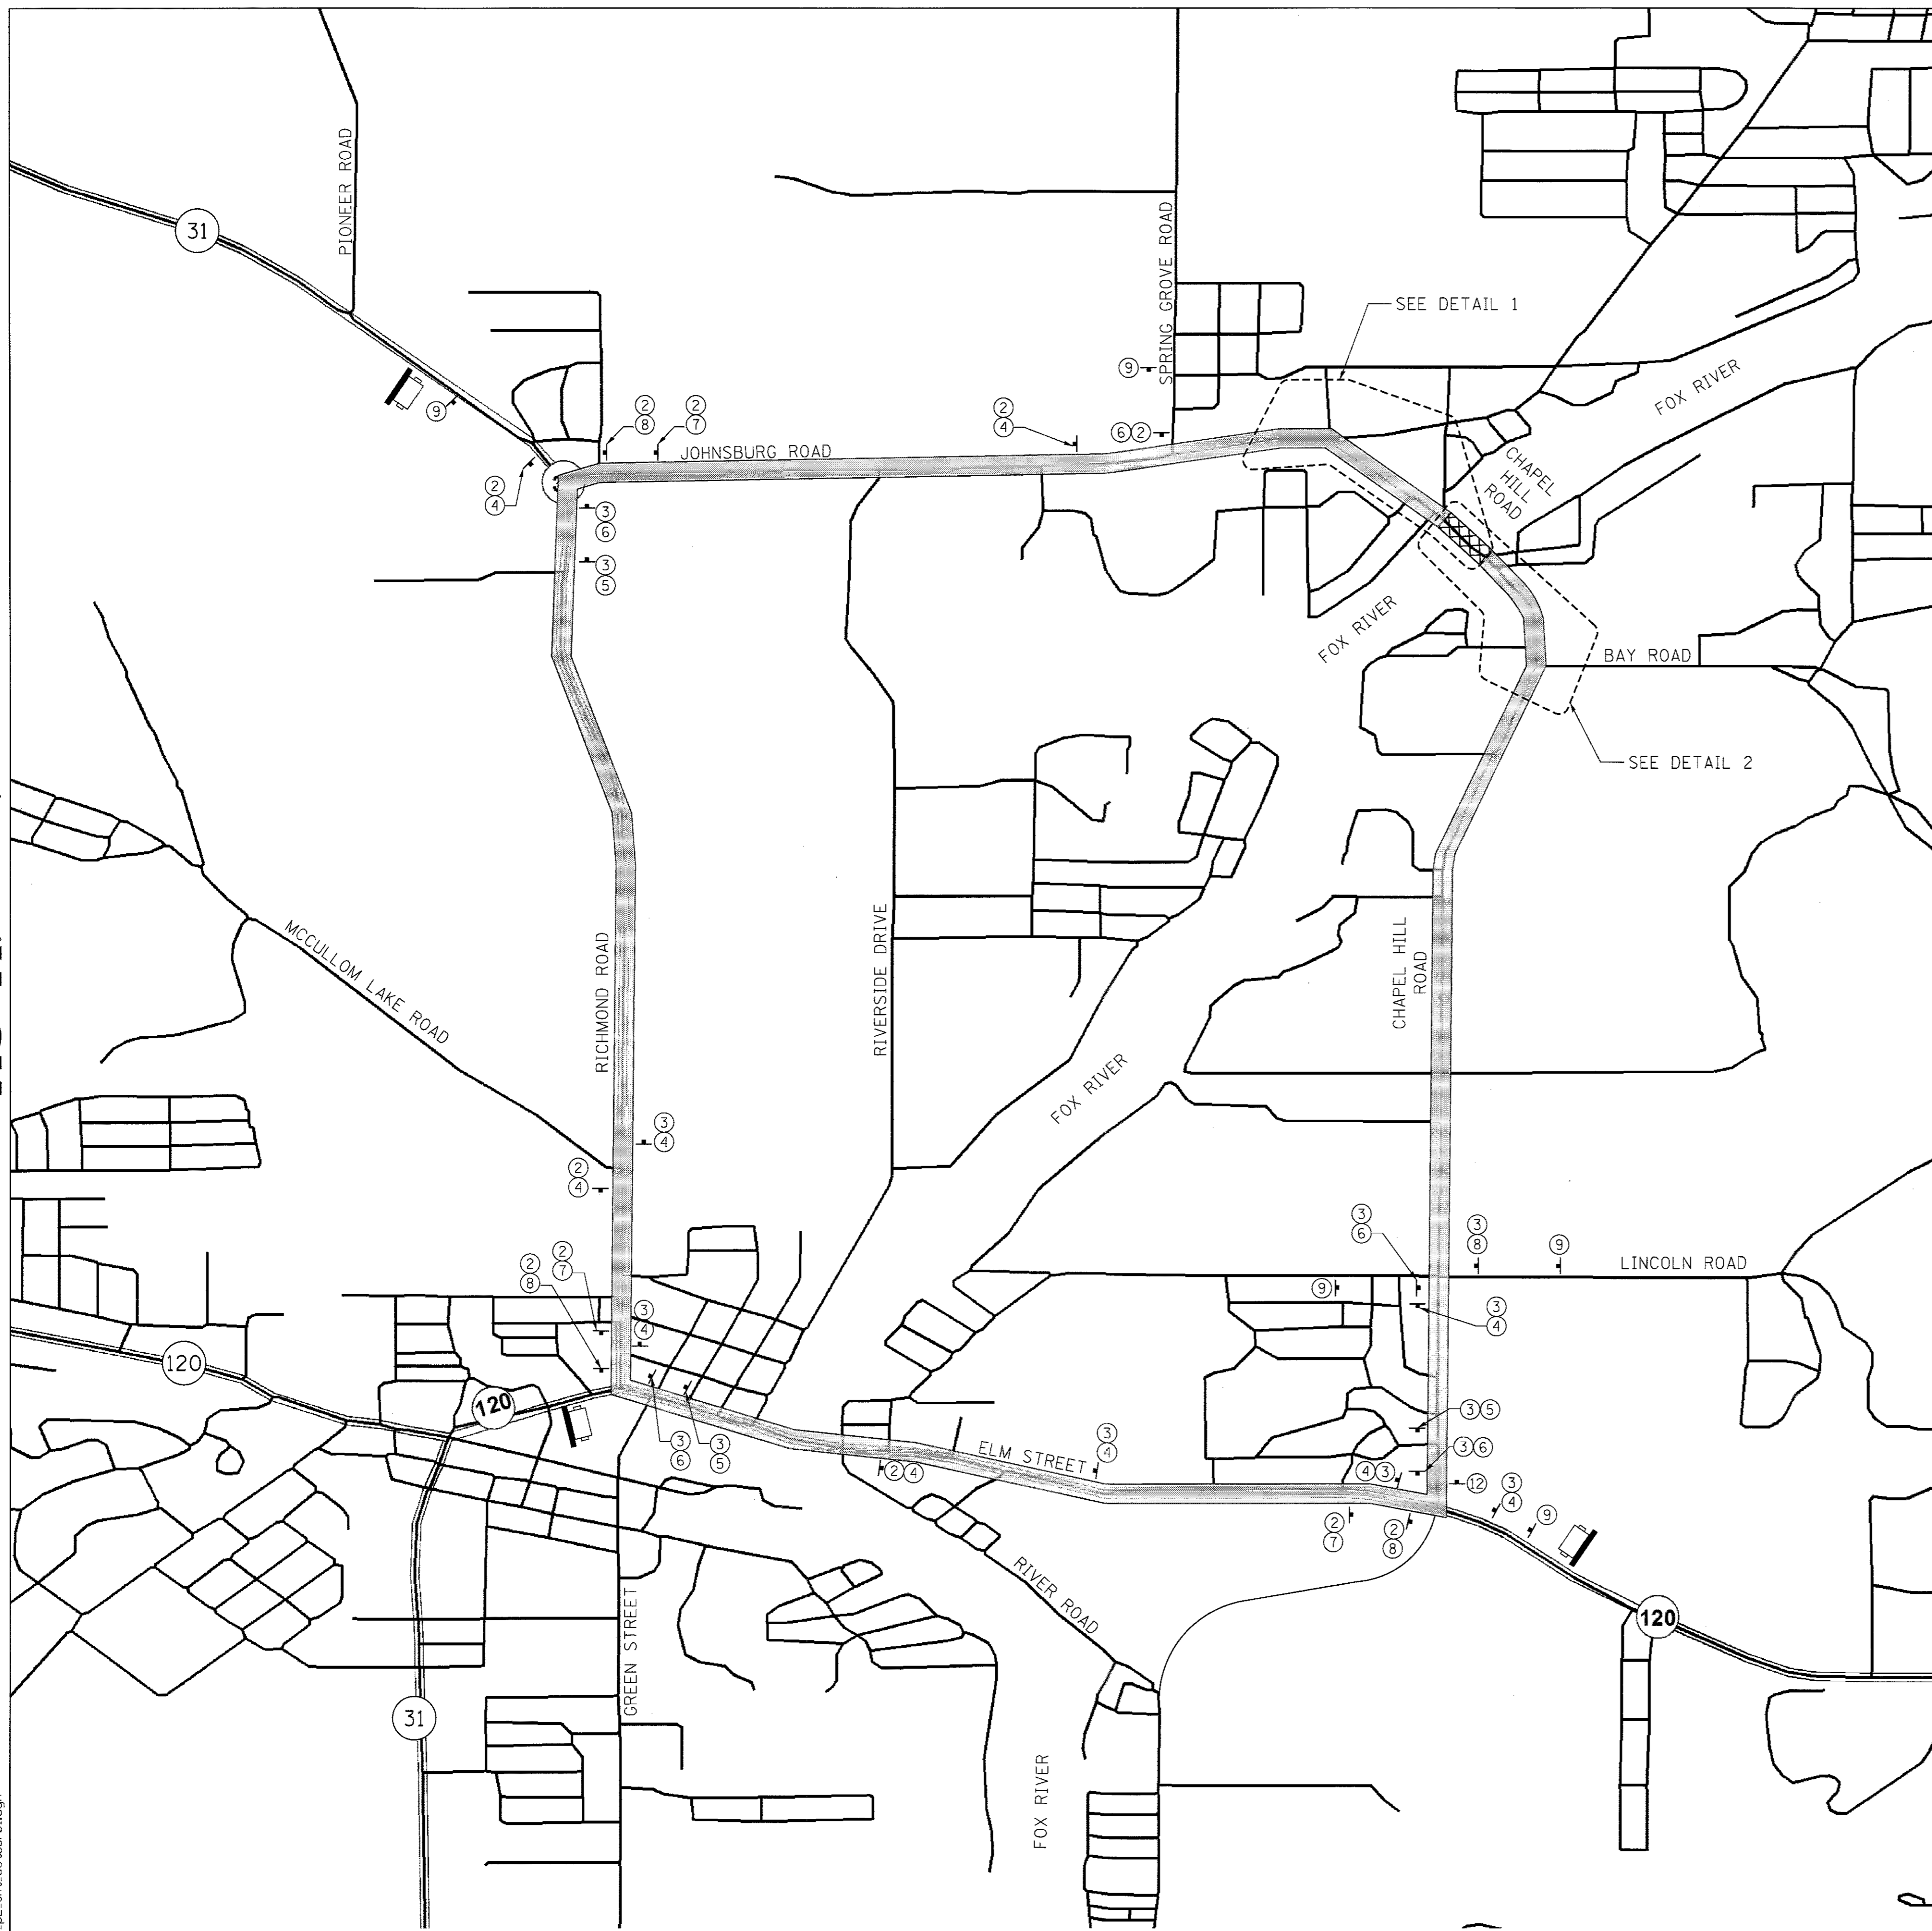 PIONEER ROAD
31
SPRING GROVE ROAD
SEE DETAIL 1
FOX RIVER
9
9
2
8
2
7
2
4
6 2
JOHNSBURG ROAD
CHAPEL
HILL
ROAD
2
4
3
6
3
5
FOX RIVER
BAY ROAD
SEE DETAIL 2
MCCULLOM LAKE ROAD
RICHMOND ROAD
RIVERSIDE DRIVE
CHAPEL HILL
ROAD
FOX RIVER
3
4
2
4
3
6
3
8
9
LINCOLN ROAD
2
7
2
8
9
3
4
3
4
120
120
3 5
3
6
3
5
ELM STREET
3
4
2 4
3 6
4 3
12
3
4
9
2
7
2
8
RIVER ROAD
GREEN STREET
120
31
FOX RIVER